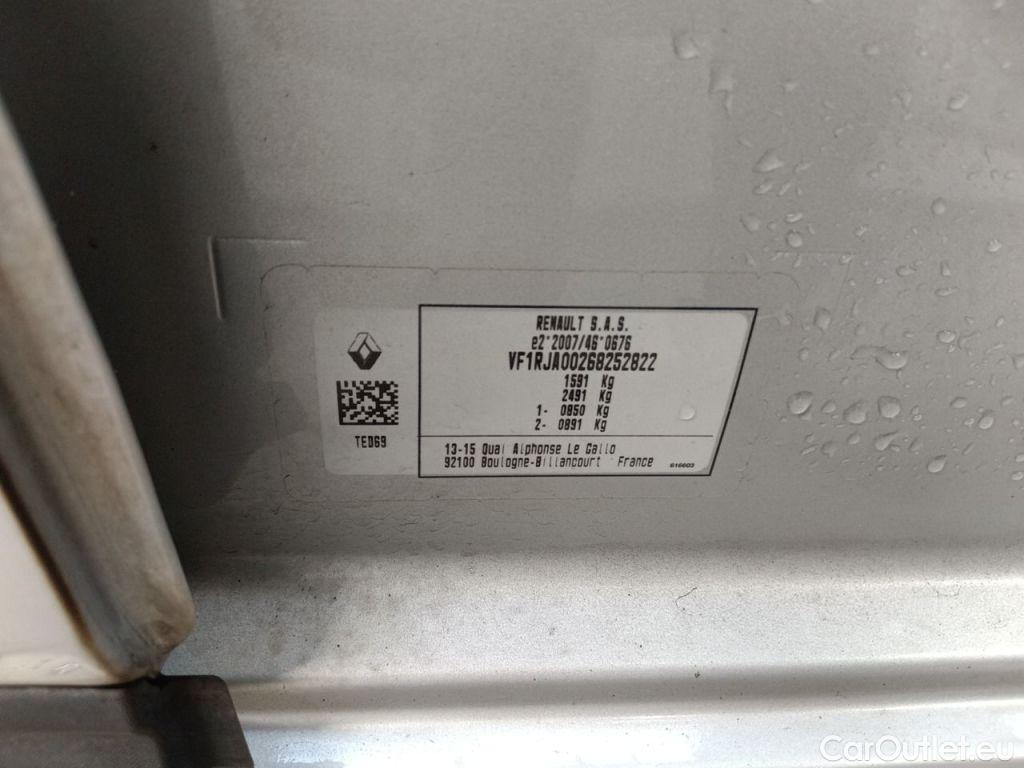 RENAULT S.A.S.
e2*2007/46*0676
VF1RJA00268252822
1591 Kg
2491 Kg
1- 0850 Kg
2- 0891 Kg
TED69
13-15 Quai Alphonse Le Gallo
92100 Boulogne-Billancourt France
616603
CarOutlet.eu